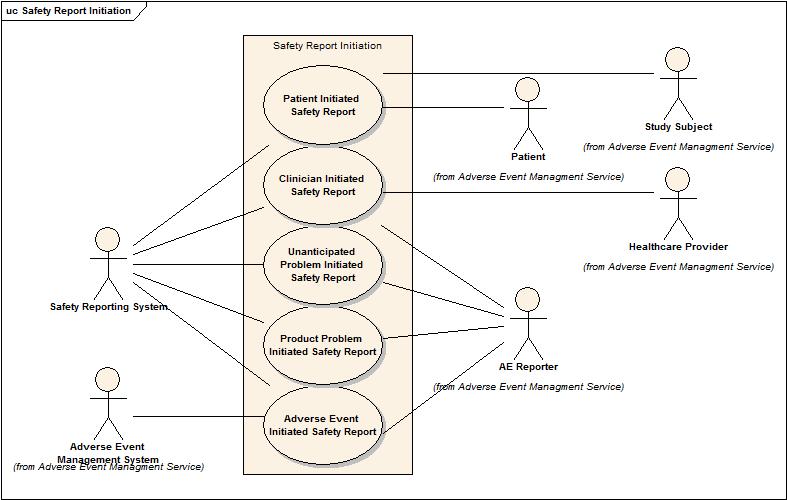 uc Safety Report Initiation
Safety Report Initiation
Patient Initiated
Safety Report
Clinician Initiated
Safety Report
Unanticipated
Problem Initiated
Safety Report
Product Problem
Initiated Safety Report
Adverse Event
Initiated Safety Report
Safety Reporting System
Adverse Event
Management System
(from Adverse Event Managment Service)
Patient
(from Adverse Event Managment Service)
Study Subject
(from Adverse Event Managment Service)
Healthcare Provider
(from Adverse Event Managment Service)
AE Reporter
(from Adverse Event Managment Service)